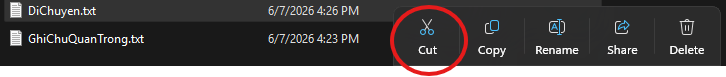 DiChuyen.txt 6/7/2026 4:26 PM
GhiChuQuanTrong.txt 6/7/2026 4:23 PM
Cut Copy Rename Share Delete